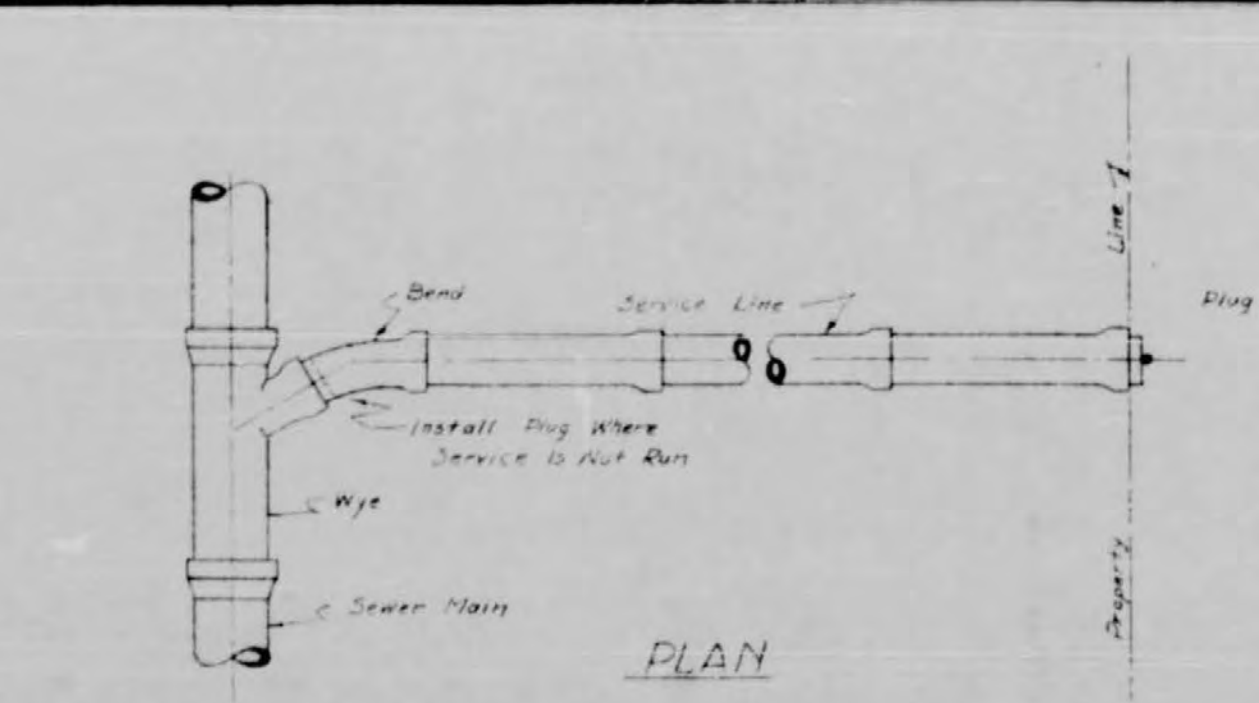 Line
Bend
Service Line
Plug
Install Plug Where
Service Is Not Run
Wye
Sewer Main
Property
PLAN